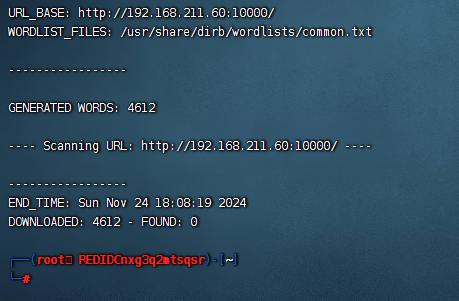 URL_BASE: http://192.168.211.60:10000/
WORDLIST_FILES: /usr/share/dirb/wordlists/common.txt
-----------------
GENERATED WORDS: 4612
---- Scanning URL: http://192.168.211.60:10000/ ----
-----------------
END_TIME: Sun Nov 24 18:08:19 2024
DOWNLOADED: 4612 - FOUND: 0
┌──(root□ REDIDCnxg3q2mtsqsr)-[~]
└─#